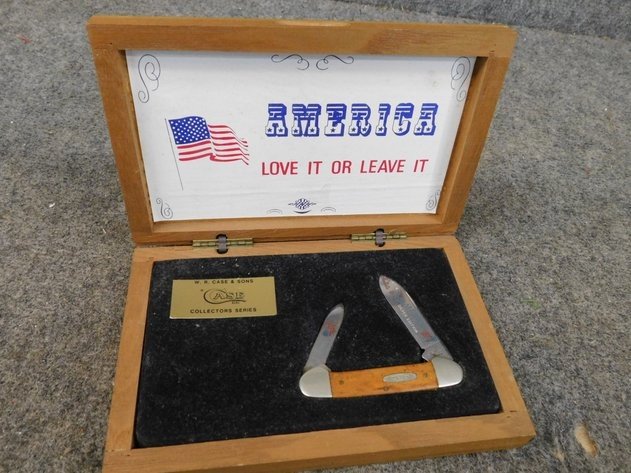 AMERICA
LOVE IT OR LEAVE IT
W. R. CASE & SONS
CASE
COLLECTORS SERIES